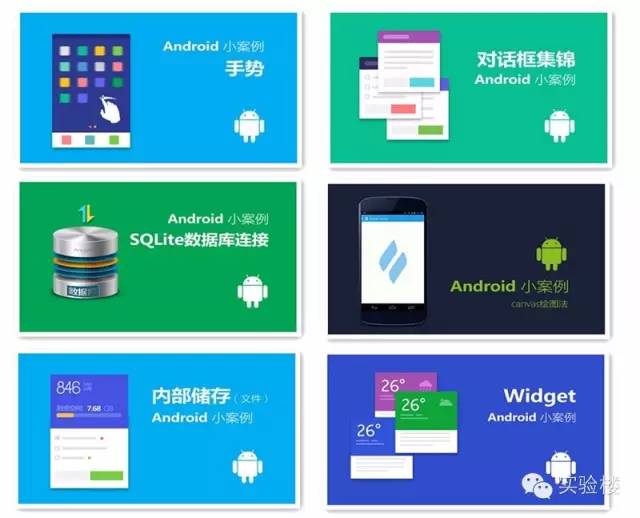 Android 小案例
手势
对话框集锦
Android 小案例
Android 小案例
SQLite数据库连接
数据库
Android 小案例
canvas绘图法
846
7.68 GB
内部储存（文件）
Android 小案例
26°
26°
26°
Widget
Android 小案例
实验楼